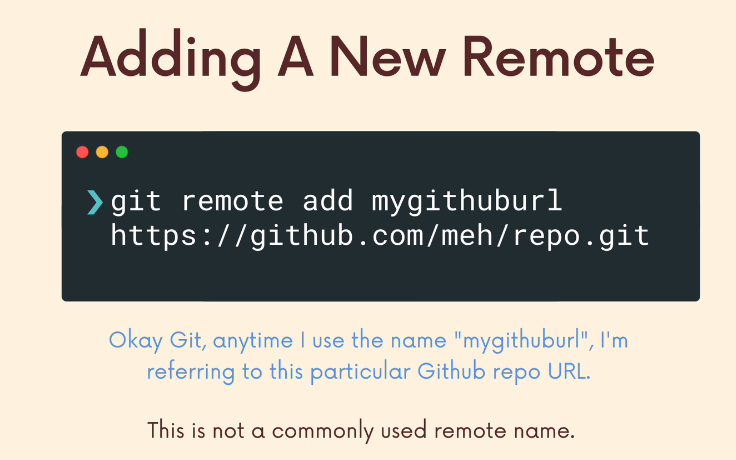 Adding A New Remote
❯ git remote add mygithuburl
https://github.com/meh/repo.git
Okay Git, anytime I use the name "mygithuburl", I'm
referring to this particular Github repo URL.
This is not a commonly used remote name.